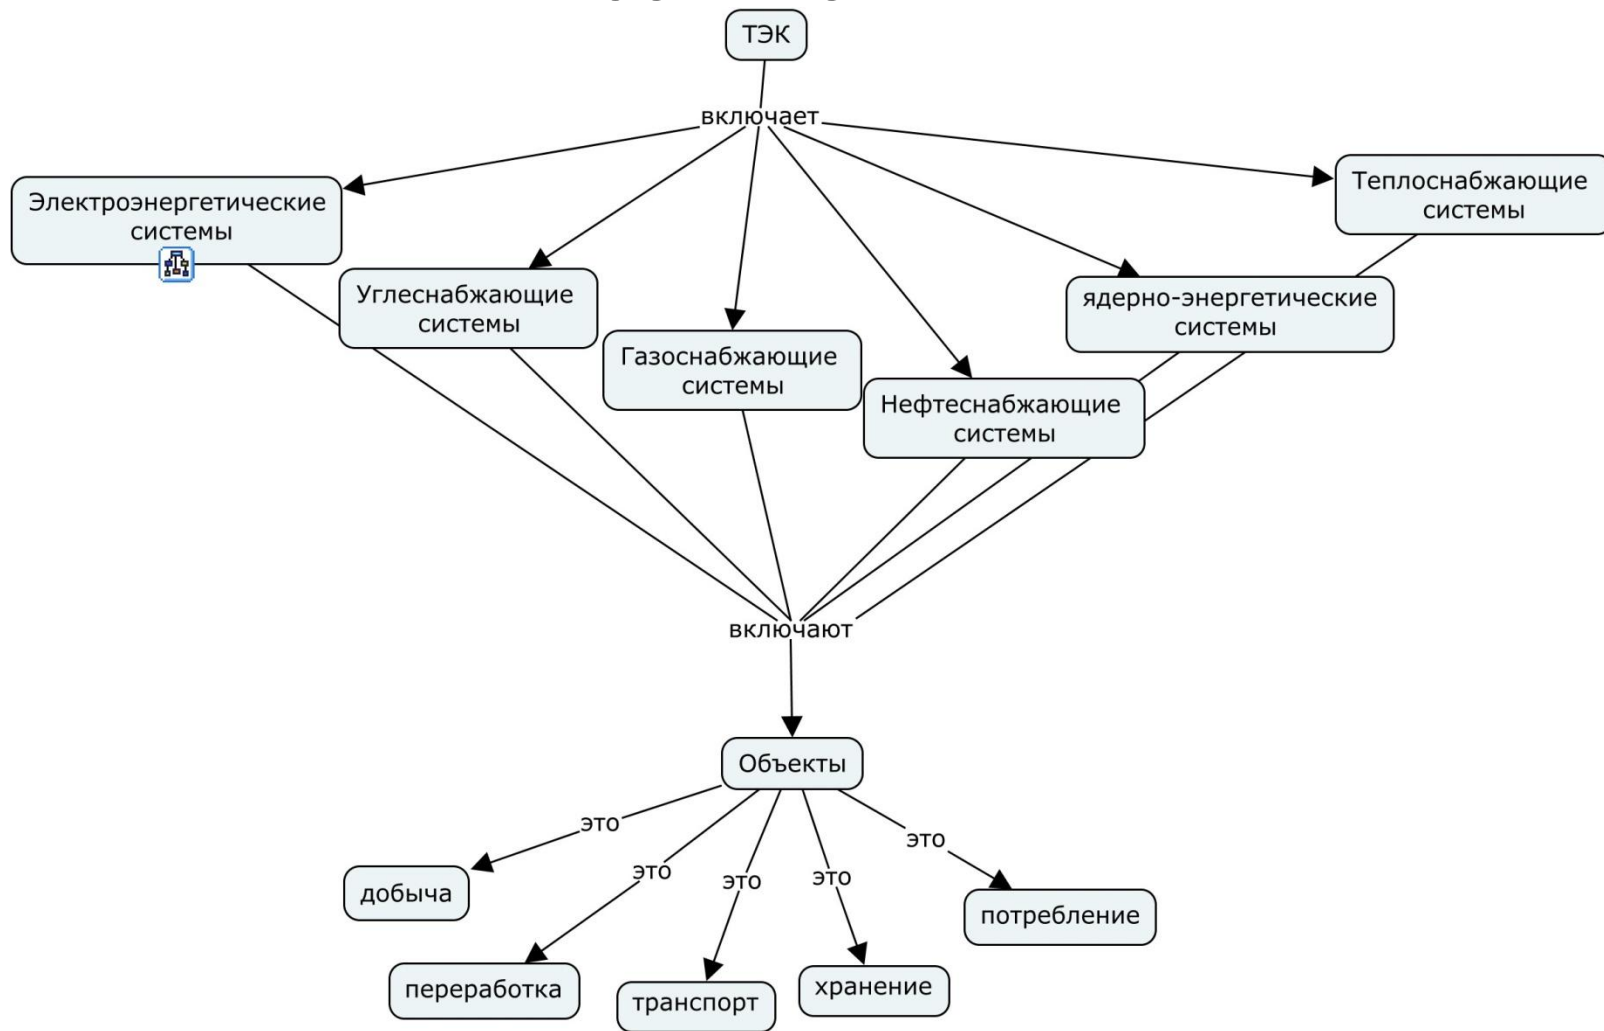 ТЭК
включает
Электроэнергетические
системы
Углеснабжающие
системы
Газоснабжающие
системы
Нефтеснабжающие
системы
ядерно-энергетические
системы
Теплоснабжающие
системы
включают
Объекты
это
это
это
это
это
добыча
переработка
транспорт
хранение
потребление